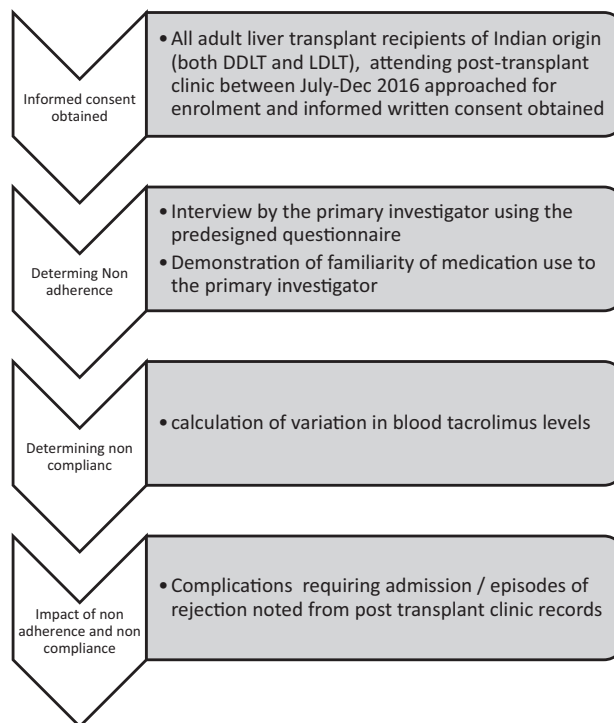 Informed consent
obtained
• All adult liver transplant recipients of Indian origin
(both DDLT and LDLT), attending post-transplant
clinic between July-Dec 2016 approached for
enrolment and informed written consent obtained
Determing Non
adherence
• Interview by the primary investigator using the
predesigned questionnaire
• Demonstration of familiarity of medication use to
the primary investigator
Determining non
complianc
• calculation of variation in blood tacrolimus levels
Impact of non
adherence and non
compliance
• Complications requiring admission / episodes of
rejection noted from post transplant clinic records